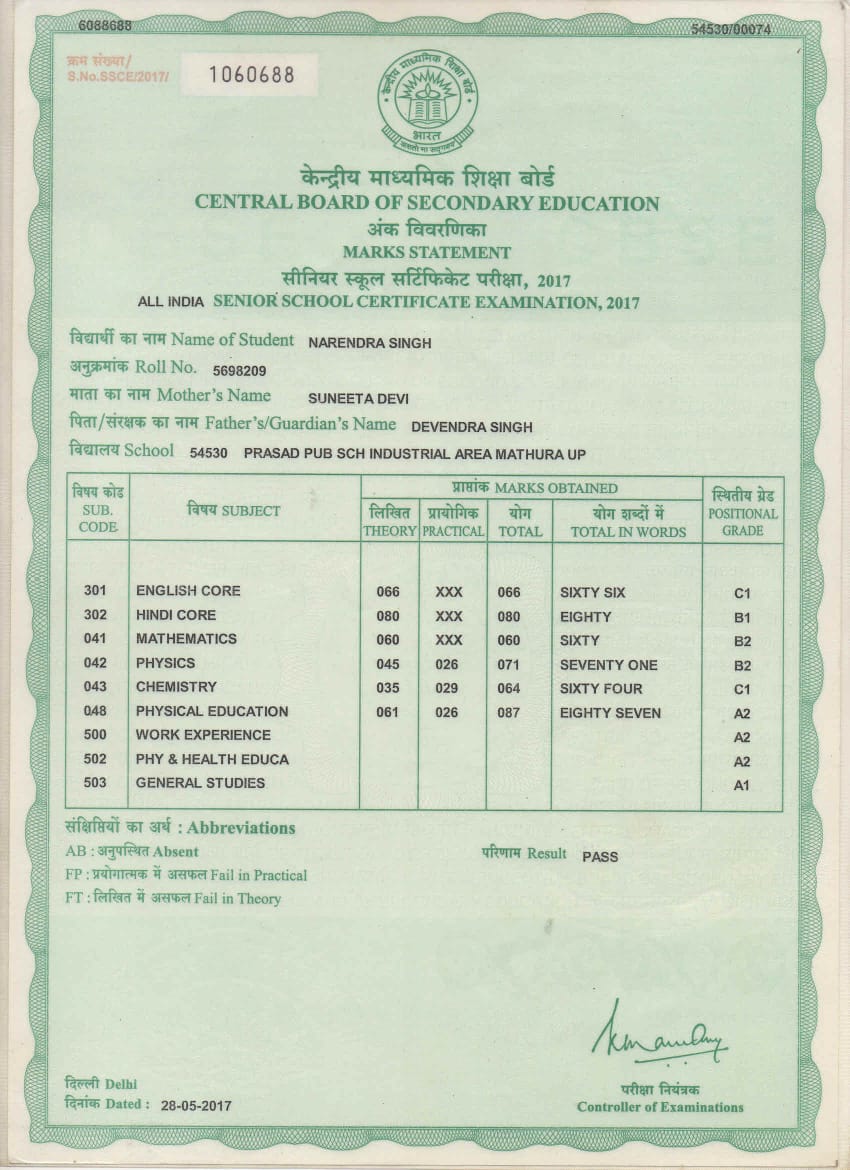 6088688 54530/00074
क्रम संख्या/
S.No.SSCE/2017/ 1060688
केन्द्रीय माध्यमिक शिक्षा बोर्ड
भारत
केन्द्रीय माध्यमिक शिक्षा बोर्ड
CENTRAL BOARD OF SECONDARY EDUCATION
अंक विवरणिका
MARKS STATEMENT
सीनियर स्कूल सर्टिफिकेट परीक्षा, 2017
ALL INDIA SENIOR SCHOOL CERTIFICATE EXAMINATION, 2017
विद्यार्थी का नाम Name of Student NARENDRA SINGH
अनुक्रमांक Roll No. 5698209
माता का नाम Mother's Name SUNEETA DEVI
पिता/संरक्षक का नाम Father's/Guardian's Name DEVENDRA SINGH
विद्यालय School 54530 PRASAD PUB SCH INDUSTRIAL AREA MATHURA UP
विषय कोड SUB. CODE विषय SUBJECT प्राप्तांक MARKS OBTAINED स्थितीय ग्रेड POSITIONAL GRADE
लिखित THEORY प्रायोगिक PRACTICAL योग TOTAL योग शब्दों में TOTAL IN WORDS
301 ENGLISH CORE 066 XXX 066 SIXTY SIX C1
302 HINDI CORE 080 XXX 080 EIGHTY B1
041 MATHEMATICS 060 XXX 060 SIXTY B2
042 PHYSICS 045 026 071 SEVENTY ONE B2
043 CHEMISTRY 035 029 064 SIXTY FOUR C1
048 PHYSICAL EDUCATION 061 026 087 EIGHTY SEVEN A2
500 WORK EXPERIENCE A2
502 PHY & HEALTH EDUCA A2
503 GENERAL STUDIES A1
संक्षिप्तियों का अर्थ : Abbreviations
AB : अनुपस्थित Absent परिणाम Result PASS
FP : प्रयोगात्मक में असफल Fail in Practical
FT : लिखित में असफल Fail in Theory
दिल्ली Delhi
दिनांक Dated : 28-05-2017
परीक्षा नियंत्रक
Controller of Examinations